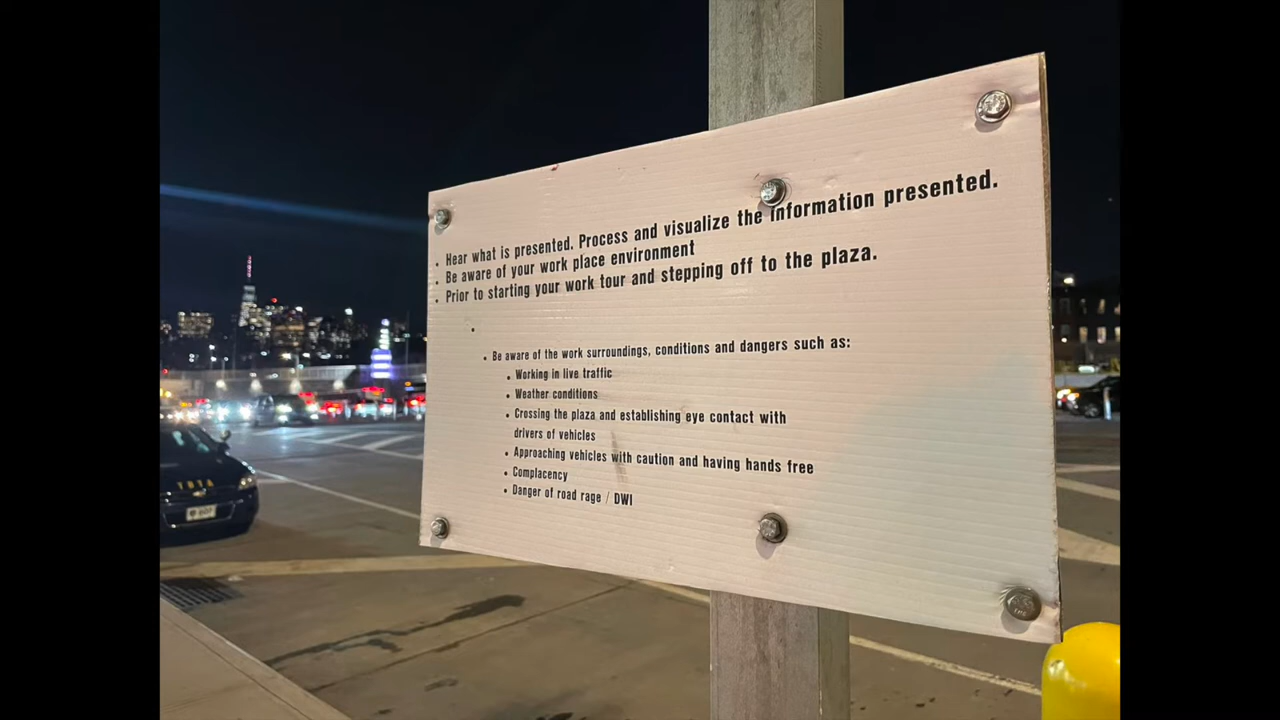 • Hear what is presented. Process and visualize the information presented.
• Be aware of your work place environment
• Prior to starting your work tour and stepping off to the plaza.
•
• Be aware of the work surroundings, conditions and dangers such as:
• Working in live traffic
• Weather conditions
• Crossing the plaza and establishing eye contact with
drivers of vehicles
• Approaching vehicles with caution and having hands free
• Complacency
• Danger of road rage / DWI
TBTA